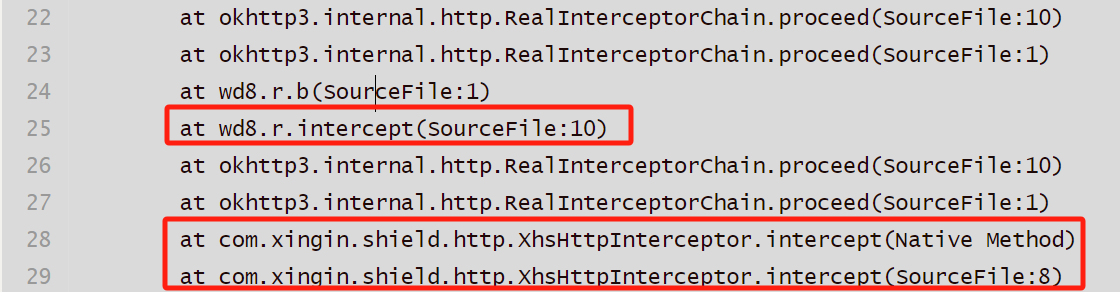 22 at okhttp3.internal.http.RealInterceptorChain.proceed(SourceFile:10)
23 at okhttp3.internal.http.RealInterceptorChain.proceed(SourceFile:1)
24 at wd8.r.b(SourceFile:1)
25 at wd8.r.intercept(SourceFile:10)
26 at okhttp3.internal.http.RealInterceptorChain.proceed(SourceFile:10)
27 at okhttp3.internal.http.RealInterceptorChain.proceed(SourceFile:1)
28 at com.xingin.shield.http.XhsHttpInterceptor.intercept(Native Method)
29 at com.xingin.shield.http.XhsHttpInterceptor.intercept(SourceFile:8)